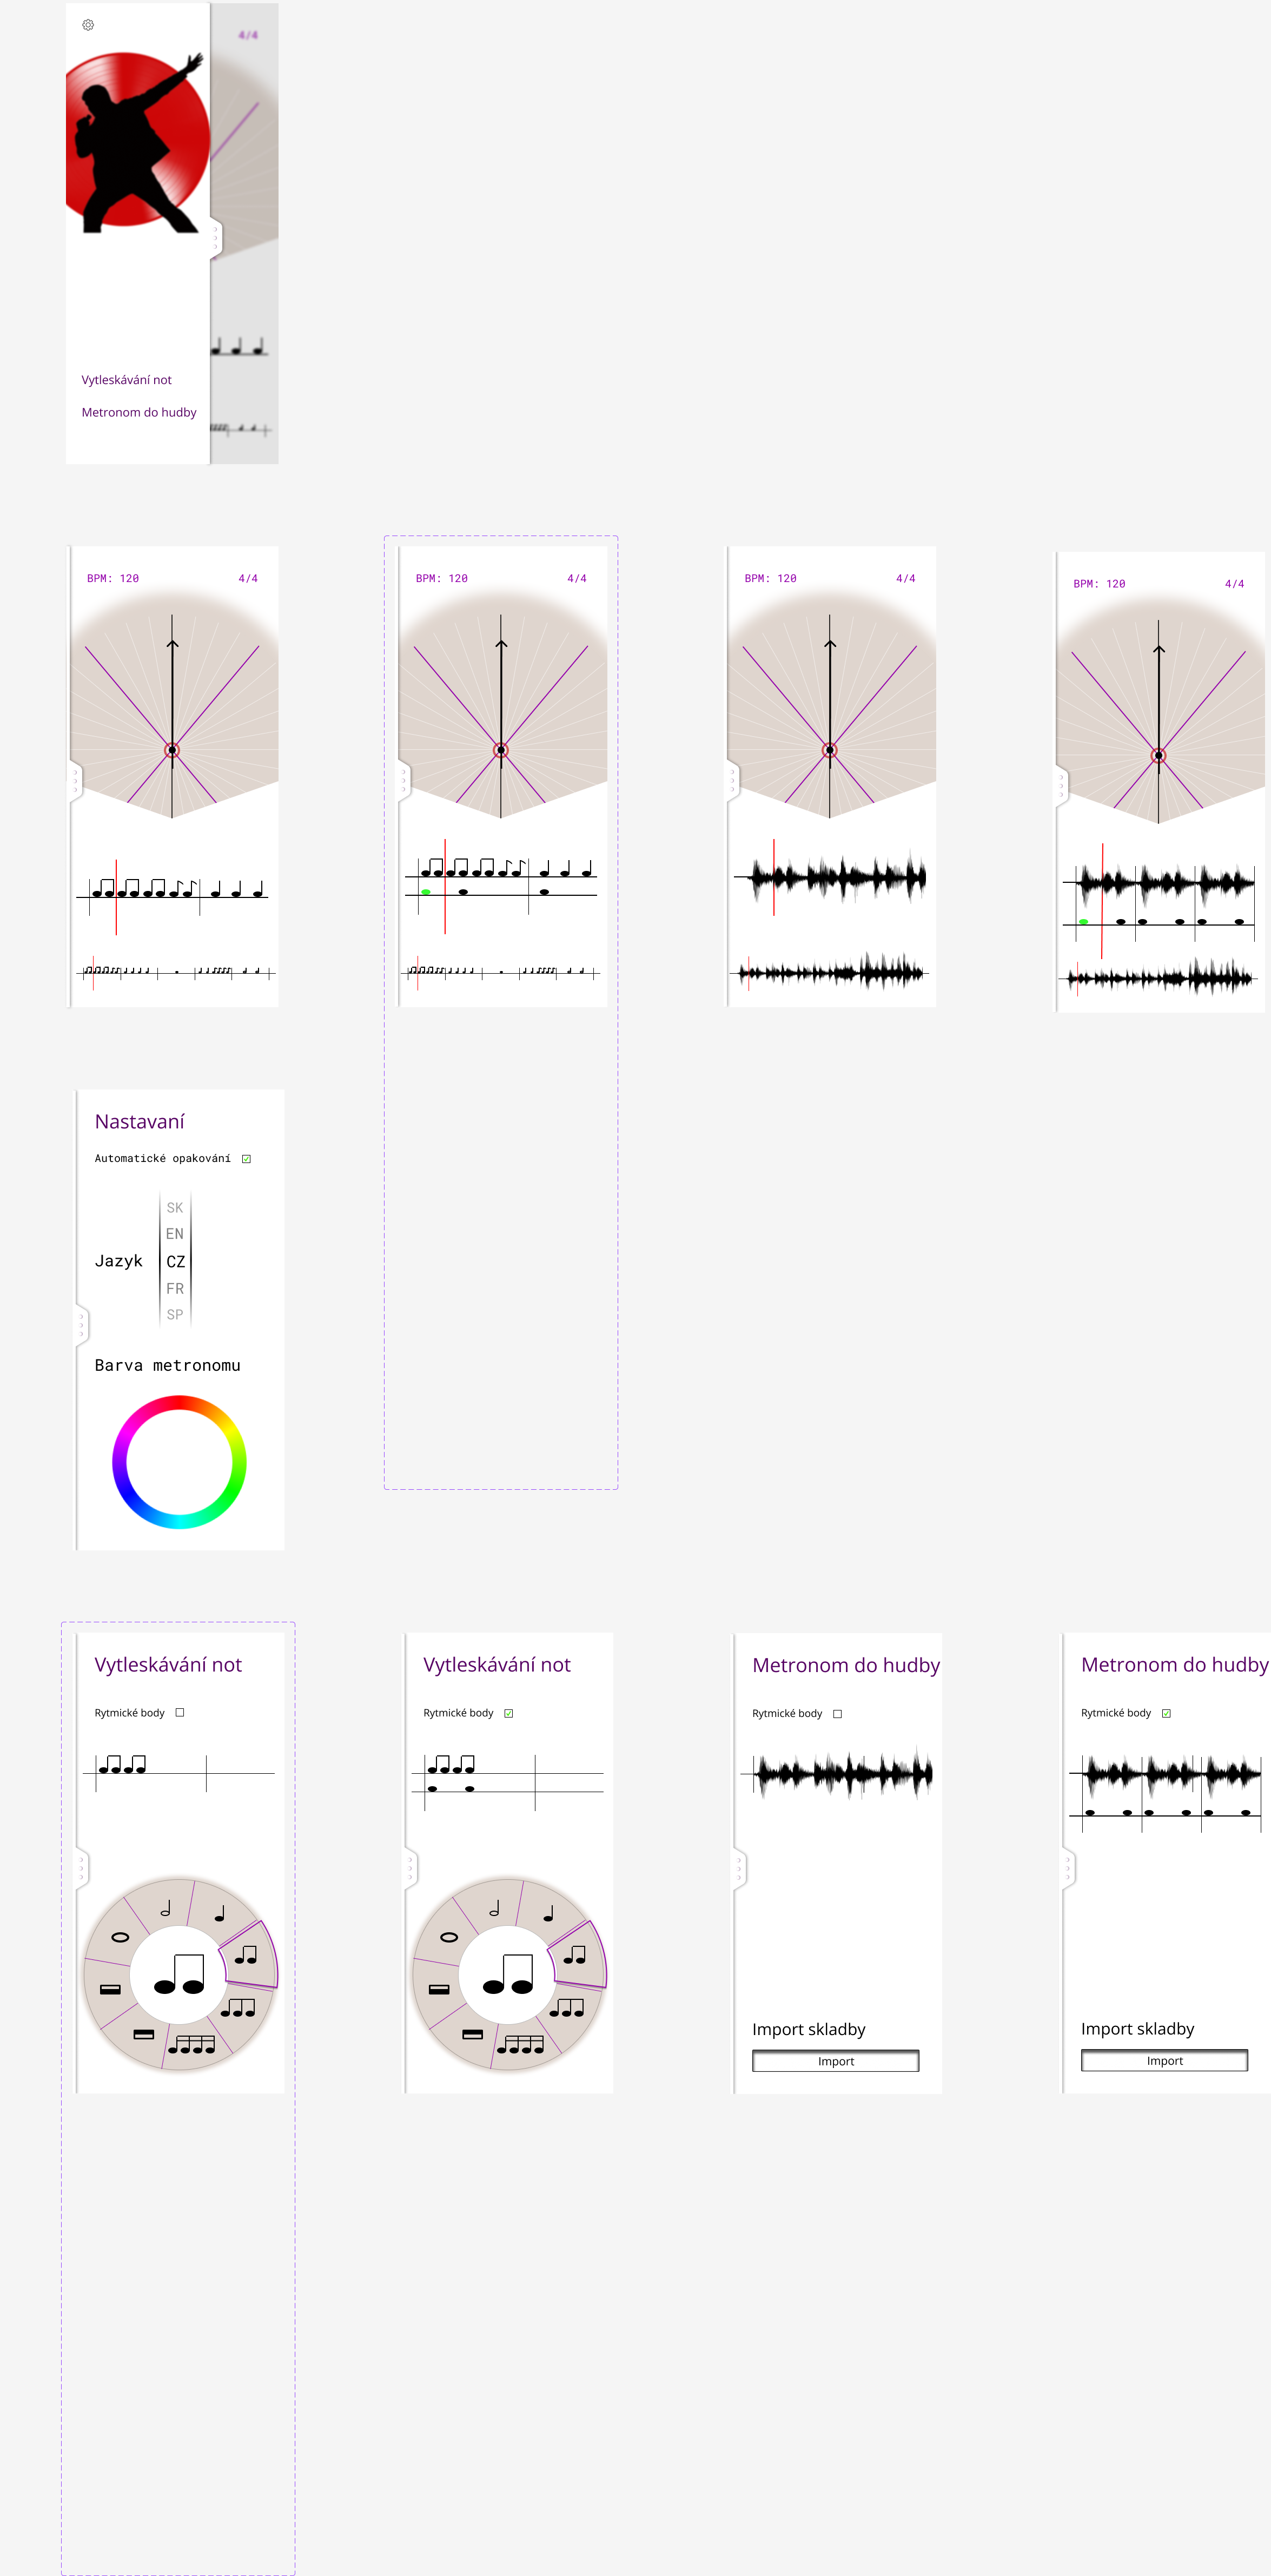 4/4
Vytleskávání not
Metronom do hudby
BPM: 120 4/4
BPM: 120 4/4
BPM: 120 4/4
BPM: 120 4/4
Nastavaní
Automatické opakování
SK
EN
Jazyk CZ
FR
SP
Barva metronomu
Vytleskávání not
Rytmické body
Vytleskávání not
Rytmické body
Metronom do hudby
Rytmické body
Import skladby
Import
Metronom do hudby
Rytmické body
Import skladby
Import